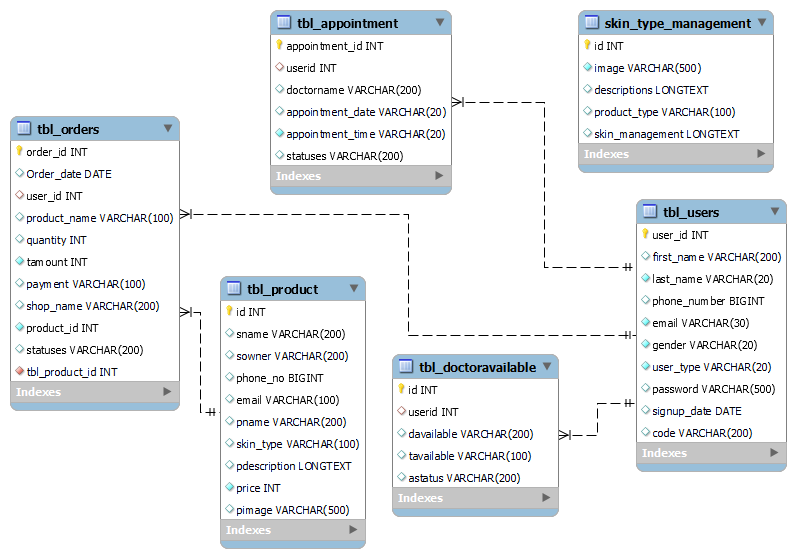 tbl_appointment
appointment_id INT
userid INT
doctorname VARCHAR(200)
appointment_date VARCHAR(20)
appointment_time VARCHAR(20)
statuses VARCHAR(200)
Indexes
skin_type_management
id INT
image VARCHAR(500)
descriptions LONGTEXT
product_type VARCHAR(100)
skin_management LONGTEXT
Indexes
tbl_orders
order_id INT
Order_date DATE
user_id INT
product_name VARCHAR(100)
quantity INT
tamount INT
payment VARCHAR(100)
shop_name VARCHAR(200)
product_id INT
statuses VARCHAR(200)
tbl_product_id INT
Indexes
tbl_product
id INT
sname VARCHAR(200)
sowner VARCHAR(200)
phone_no BIGINT
email VARCHAR(100)
pname VARCHAR(200)
skin_type VARCHAR(100)
pdescription LONGTEXT
price INT
pimage VARCHAR(500)
Indexes
tbl_doctoravailable
id INT
userid INT
davailable VARCHAR(200)
tavailable VARCHAR(100)
astatus VARCHAR(200)
Indexes
tbl_users
user_id INT
first_name VARCHAR(200)
last_name VARCHAR(20)
phone_number BIGINT
email VARCHAR(30)
gender VARCHAR(20)
user_type VARCHAR(20)
password VARCHAR(500)
signup_date DATE
code VARCHAR(200)
Indexes